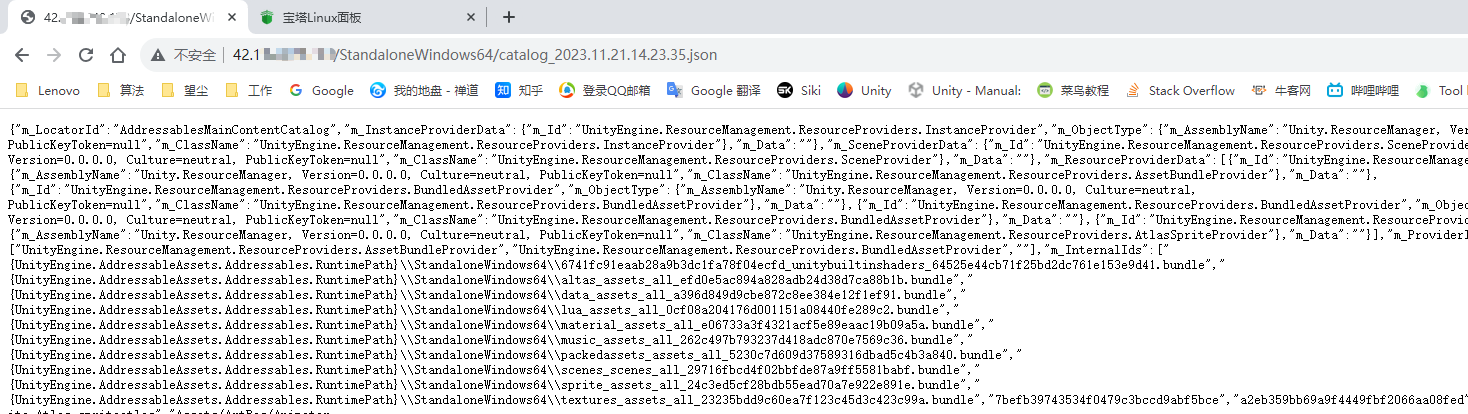 42. /StandaloneWi
宝塔Linux面板
不安全 42.1 /StandaloneWindows64/catalog_2023.11.21.14.23.35.json
Lenovo 算法 望尘 工作 Google 我的地盘 - 禅道 知乎 登录QQ邮箱 Google 翻译 Siki Unity Unity - Manual: 菜鸟教程 Stack Overflow 牛客网 哔哩哔哩 Tool
{"m_LocatorId":"AddressablesMainContentCatalog","m_InstanceProviderData":{"m_Id":"UnityEngine.ResourceManagement.ResourceProviders.InstanceProvider","m_ObjectType":{"m_AssemblyName":"Unity.ResourceManager, Ver
PublicKeyToken=null","m_ClassName":"UnityEngine.ResourceManagement.ResourceProviders.InstanceProvider"},"m_Data":""},"m_SceneProviderData":{"m_Id":"UnityEngine.ResourceManagement.ResourceProviders.SceneProvide
Version=0.0.0.0, Culture=neutral, PublicKeyToken=null","m_ClassName":"UnityEngine.ResourceManagement.ResourceProviders.SceneProvider"},"m_Data":""},"m_ResourceProviderData":[{"m_Id":"UnityEngine.ResourceManage
{"m_AssemblyName":"Unity.ResourceManager, Version=0.0.0.0, Culture=neutral, PublicKeyToken=null","m_ClassName":"UnityEngine.ResourceManagement.ResourceProviders.AssetBundleProvider"},"m_Data":""},
{"m_Id":"UnityEngine.ResourceManagement.ResourceProviders.BundledAssetProvider","m_ObjectType":{"m_AssemblyName":"Unity.ResourceManager, Version=0.0.0.0, Culture=neutral,
PublicKeyToken=null","m_ClassName":"UnityEngine.ResourceManagement.ResourceProviders.BundledAssetProvider"},"m_Data":""},{"m_Id":"UnityEngine.ResourceManagement.ResourceProviders.BundledAssetProvider","m_Objec
Version=0.0.0.0, Culture=neutral, PublicKeyToken=null","m_ClassName":"UnityEngine.ResourceManagement.ResourceProviders.BundledAssetProvider"},"m_Data":""},{"m_Id":"UnityEngine.ResourceManagement.ResourcePro
{"m_AssemblyName":"Unity.ResourceManager, Version=0.0.0.0, Culture=neutral, PublicKeyToken=null","m_ClassName":"UnityEngine.ResourceManagement.ResourceProviders.AtlasSpriteProvider"},"m_Data":""}],"m_ProviderI
["UnityEngine.ResourceManagement.ResourceProviders.AssetBundleProvider","UnityEngine.ResourceManagement.ResourceProviders.BundledAssetProvider",""],"m_InternalIds":["
{UnityEngine.AddressableAssets.Addressables.RuntimePath}\\StandaloneWindows64\\6741fc91eaab28a9b3dc1fa78f04ecfd_unitybuiltinshaders_64525e44cb71f25bd2dc761e153e9d41.bundle","
{UnityEngine.AddressableAssets.Addressables.RuntimePath}\\StandaloneWindows64\\altas_assets_all_efd0e5ac894a828adb24d38d7ca88b1b.bundle","
{UnityEngine.AddressableAssets.Addressables.RuntimePath}\\StandaloneWindows64\\data_assets_all_a396d849d9cbe872c8ee384e12f1ef91.bundle","
{UnityEngine.AddressableAssets.Addressables.RuntimePath}\\StandaloneWindows64\\lua_assets_all_0cf08a204176d001151a08440fe289c2.bundle","
{UnityEngine.AddressableAssets.Addressables.RuntimePath}\\StandaloneWindows64\\material_assets_all_e06733a3f4321acf5e89eaac19b09a5a.bundle","
{UnityEngine.AddressableAssets.Addressables.RuntimePath}\\StandaloneWindows64\\music_assets_all_262c497b793237d418adc870e7569c36.bundle","
{UnityEngine.AddressableAssets.Addressables.RuntimePath}\\StandaloneWindows64\\packedassets_assets_all_5230c7d609d37589316dbad5c4b3a840.bundle","
{UnityEngine.AddressableAssets.Addressables.RuntimePath}\\StandaloneWindows64\\scenes_scenes_all_29716fbcd4f02bbfde87a9ff5581babf.bundle","
{UnityEngine.AddressableAssets.Addressables.RuntimePath}\\StandaloneWindows64\\sprite_assets_all_24c3ed5cf28bdb55ead70a7e922e891e.bundle","
{UnityEngine.AddressableAssets.Addressables.RuntimePath}\\StandaloneWindows64\\textures_assets_all_23235bdd9c60ea7f123c45d3c423c99a.bundle","7befb39743534f0479c3bccd9abf5bce","a2eb359bb69a9f4449fbf2066aa08fed"